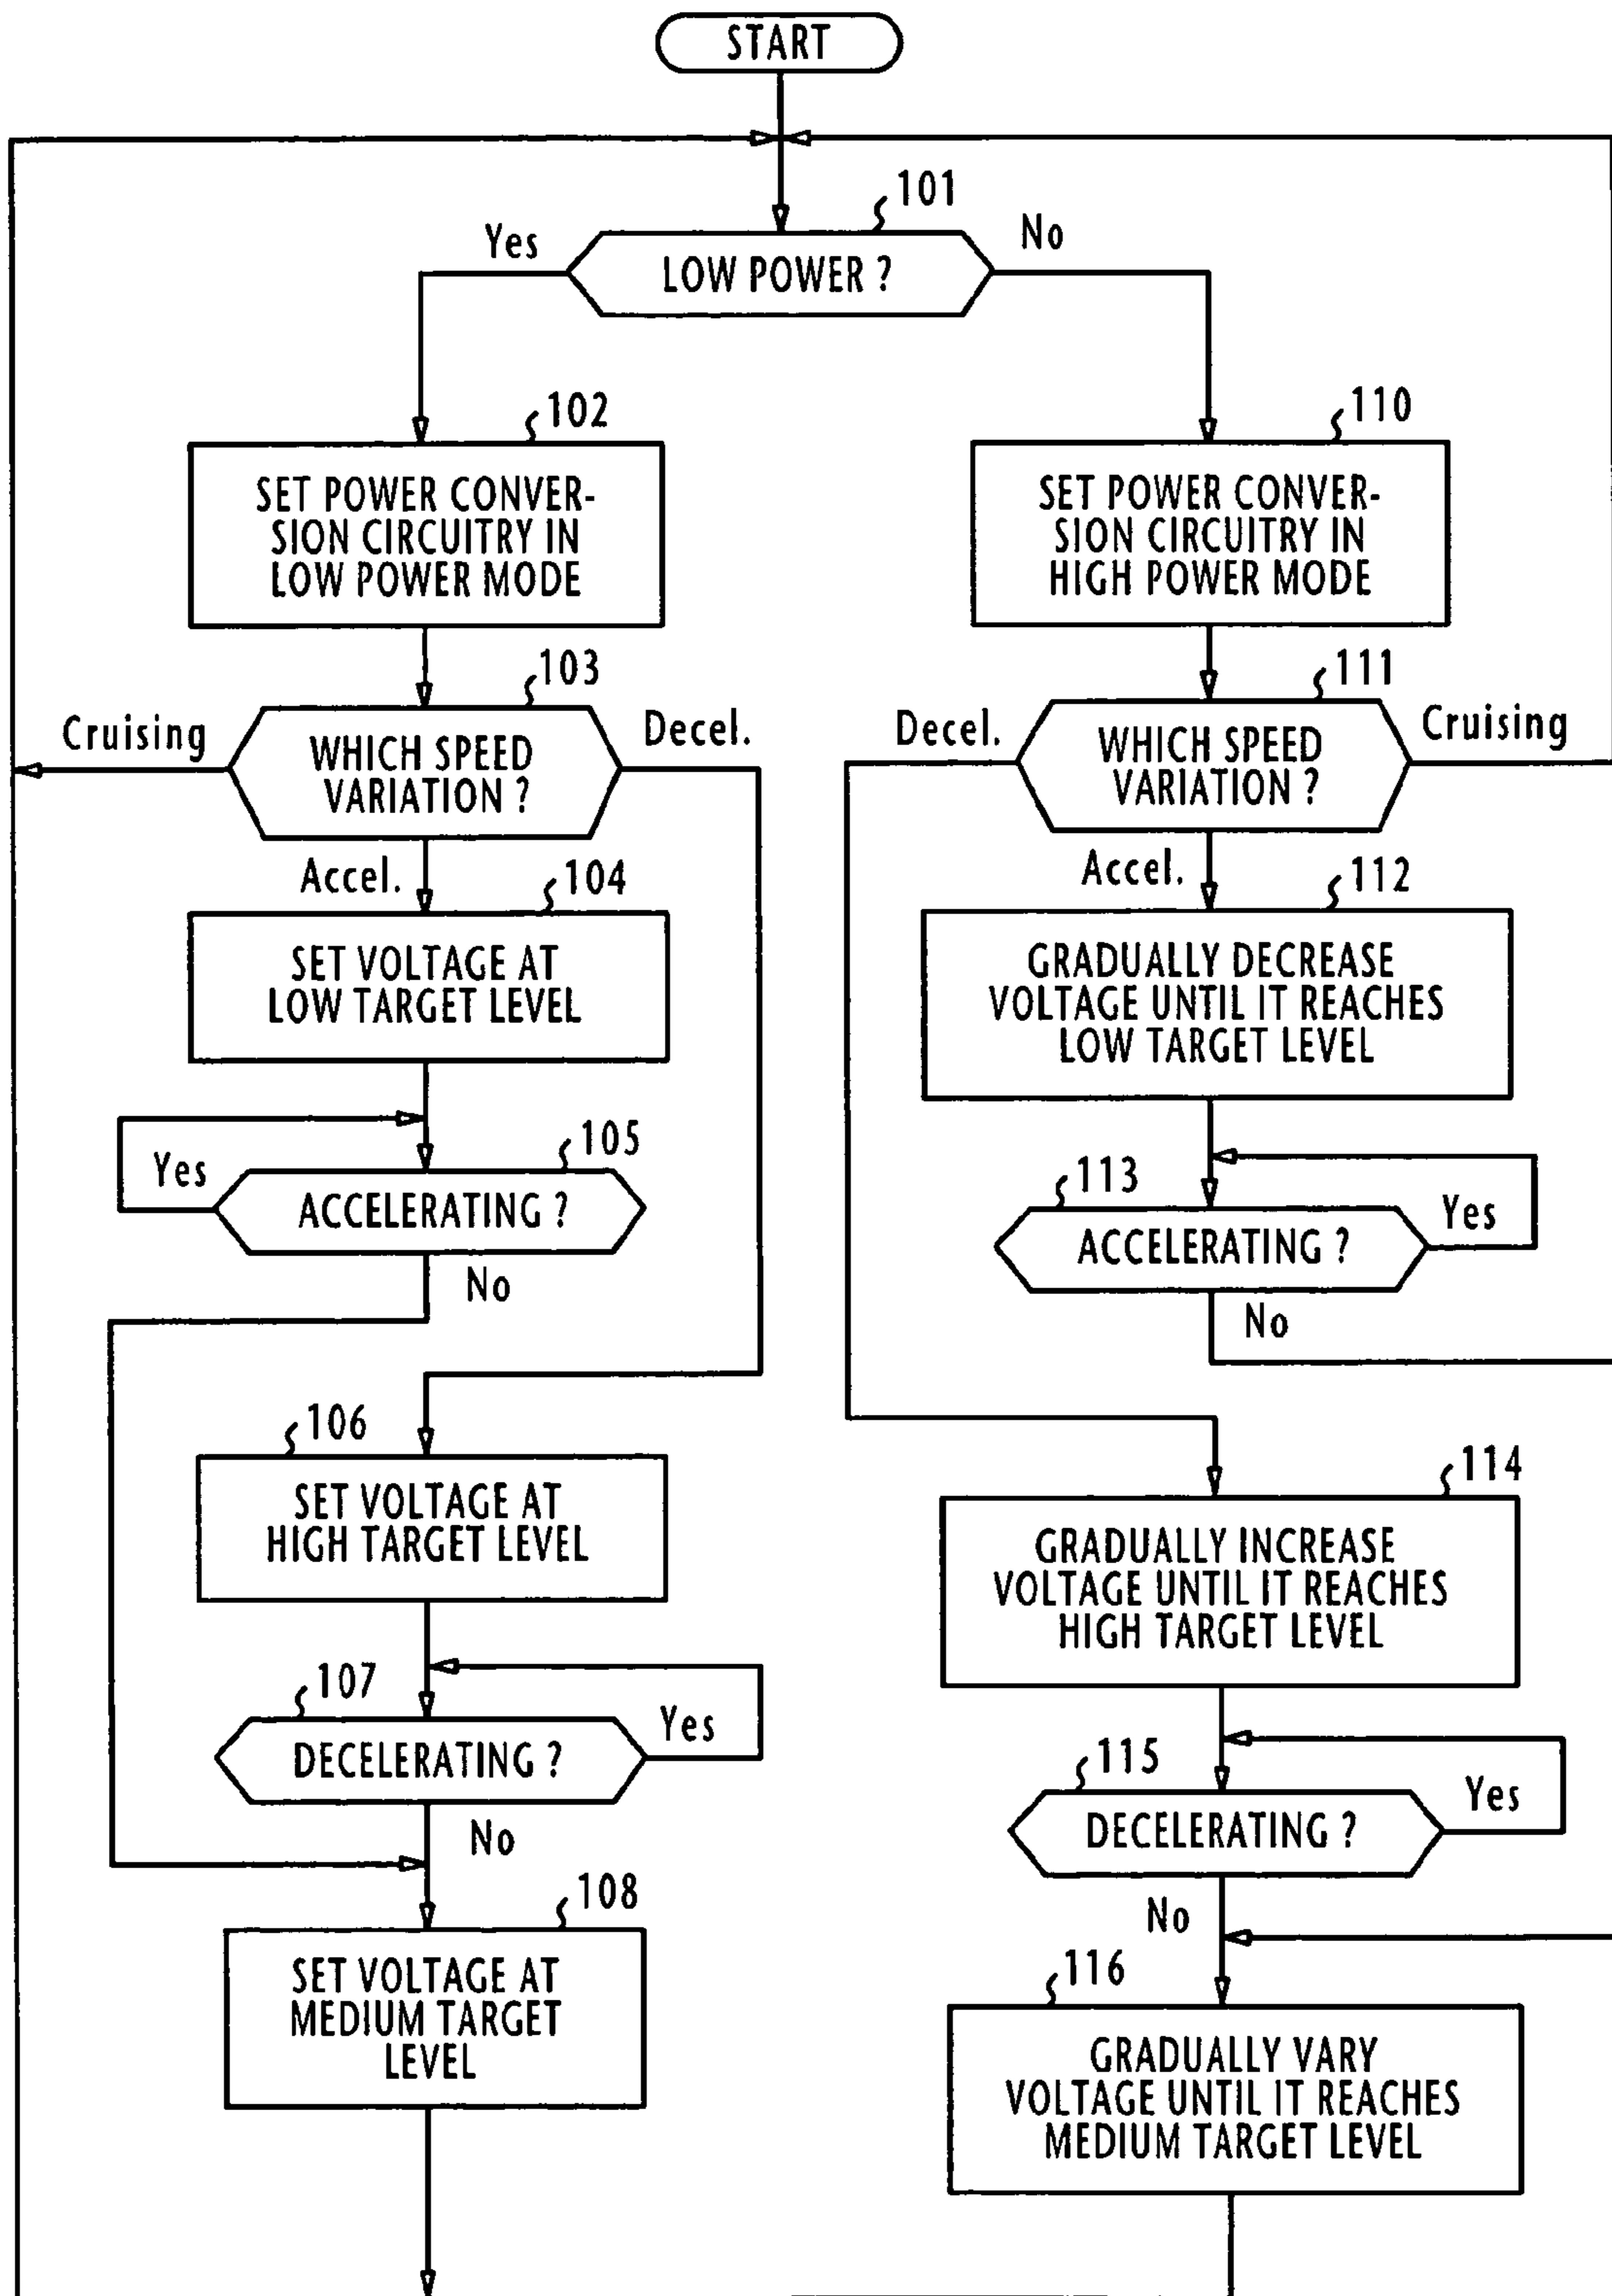 START
101
Yes
No
LOW POWER ?
102
SET POWER CONVER-
SION CIRCUITRY IN
LOW POWER MODE
110
SET POWER CONVER-
SION CIRCUITRY IN
HIGH POWER MODE
103
Cruising
Decel.
WHICH SPEED
VARIATION ?
111
Decel.
Cruising
WHICH SPEED
VARIATION ?
Accel.
104
SET VOLTAGE AT
LOW TARGET LEVEL
Accel.
112
GRADUALLY DECREASE
VOLTAGE UNTIL IT REACHES
LOW TARGET LEVEL
105
Yes
ACCELERATING ?
No
113
Yes
ACCELERATING ?
No
106
SET VOLTAGE AT
HIGH TARGET LEVEL
114
GRADUALLY INCREASE
VOLTAGE UNTIL IT REACHES
HIGH TARGET LEVEL
107
Yes
DECELERATING ?
No
115
Yes
DECELERATING ?
No
108
SET VOLTAGE AT
MEDIUM TARGET
LEVEL
116
GRADUALLY VARY
VOLTAGE UNTIL IT REACHES
MEDIUM TARGET LEVEL